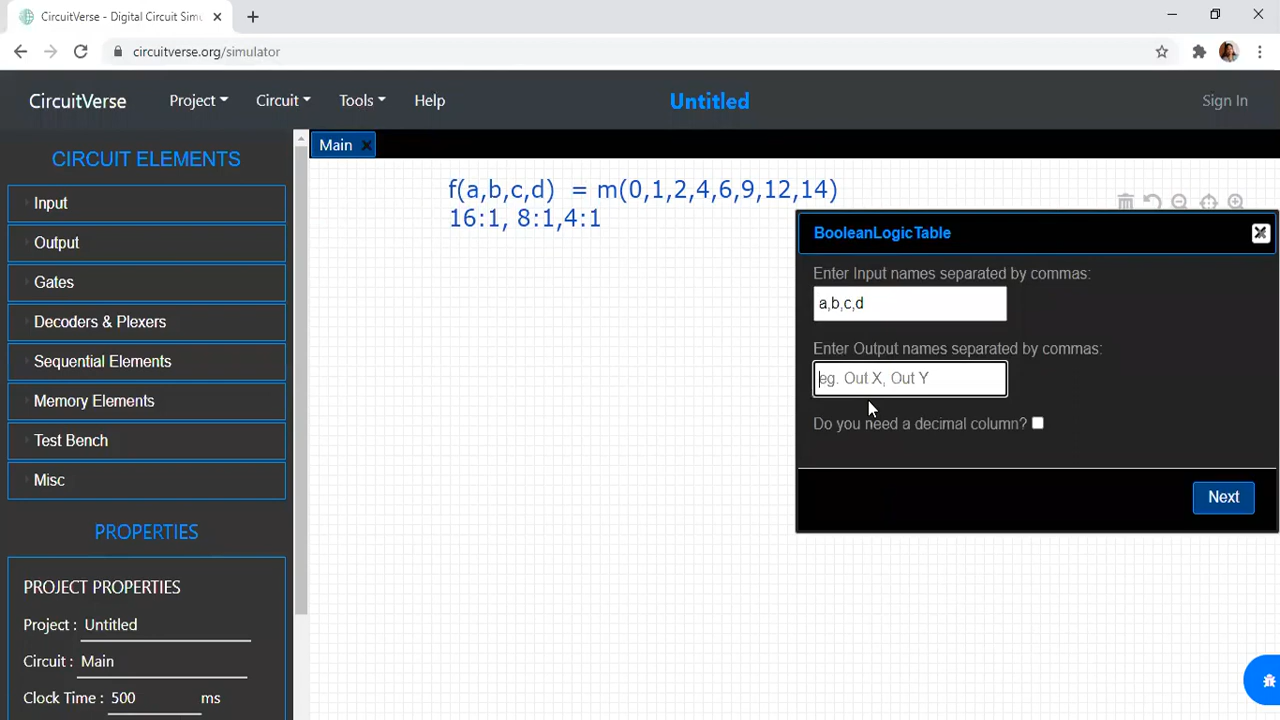 CircuitVerse - Digital Circuit Simu
circuitverse.org/simulator
CircuitVerse
Project
Circuit
Tools
Help
Untitled
Sign In
CIRCUIT ELEMENTS
Input
Output
Gates
Decoders & Plexers
Sequential Elements
Memory Elements
Test Bench
Misc
PROPERTIES
PROJECT PROPERTIES
Project : Untitled
Circuit : Main
Clock Time : 500 ms
Main
f(a,b,c,d) = m(0,1,2,4,6,9,12,14)
16:1, 8:1,4:1
BooleanLogicTable
Enter Input names separated by commas:
a,b,c,d
Enter Output names separated by commas:
eg. Out X, Out Y
Do you need a decimal column?
Next